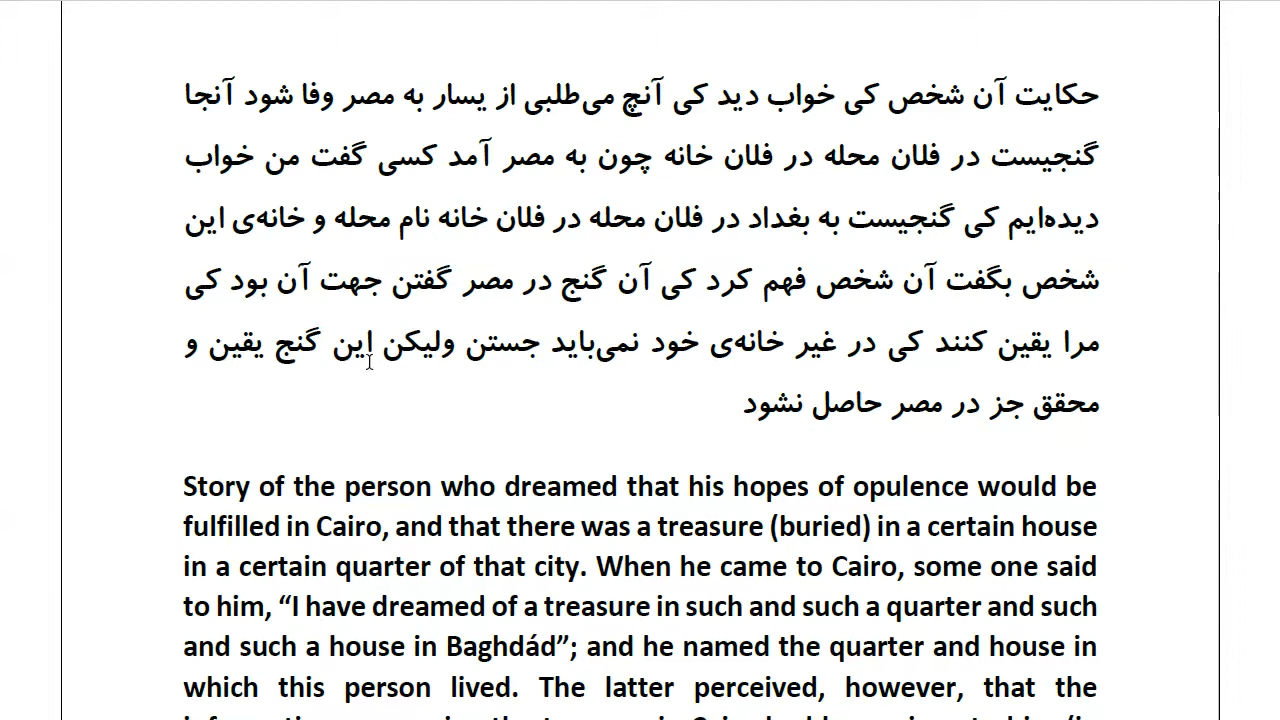 حکایت آن شخص کی خواب دید کی آنچ می‌طلبی از یسار به مصر وفا شود آنجا
گنجیست در فلان محله در فلان خانه چون به مصر آمد کسی گفت من خواب
دیده‌ایم کی گنجیست به بغداد در فلان محله در فلان خانه نام محله و خانه‌ی این
شخص بگفت آن شخص فهم کرد کی آن گنج در مصر گفتن جهت آن بود کی
مرا یقین کنند کی در غیر خانه‌ی خود نمی‌باید جستن ولیکن این گنج یقین و
محقق جز در مصر حاصل نشود
Story of the person who dreamed that his hopes of opulence would be
fulfilled in Cairo, and that there was a treasure (buried) in a certain house
in a certain quarter of that city. When he came to Cairo, some one said
to him, “I have dreamed of a treasure in such and such a quarter and such
and such a house in Baghdád”; and he named the quarter and house in
which this person lived. The latter perceived, however, that the